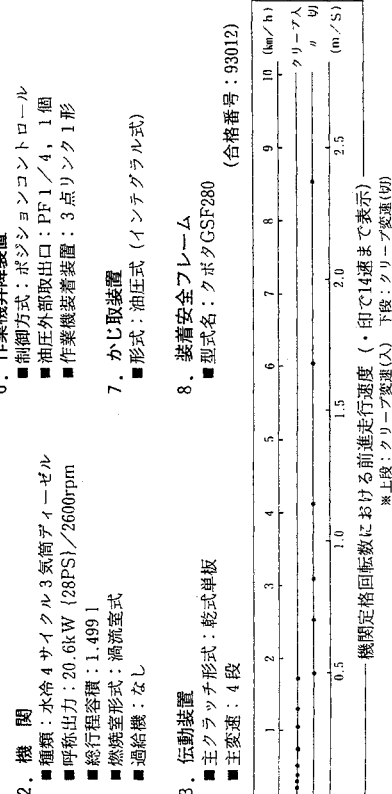 2. 機 関
■種類：水冷4サイクル3気筒ディーゼル
■呼称出力：20.6kW {28PS}/2600rpm
■総行程容積：1.499 l
■燃焼室形式：渦流室式
■過給機：なし
3. 伝動装置
■主クラッチ形式：乾式単板
■主変速：4段
6. 作業機昇降装置
■制御方式：ポジションコントロール
■油圧外部取出口：PF1/4，1個
■作業機装着装置：3点リンク1形
7. かじ取装置
■形式：油圧式（インテグラル式）
8. 装着安全フレーム
■型式名：クボタGSF280
（合格番号：93012）
1 2 3 4 5 6 7 8 9 10 (km/h)
クリープ入
〃 切
0.5 1.0 1.5 2.0 2.5 (m/S)
機関定格回転数における前進走行速度（・印で14速まで表示）
※上段：クリープ変速(入) 下段：クリープ変速(切)